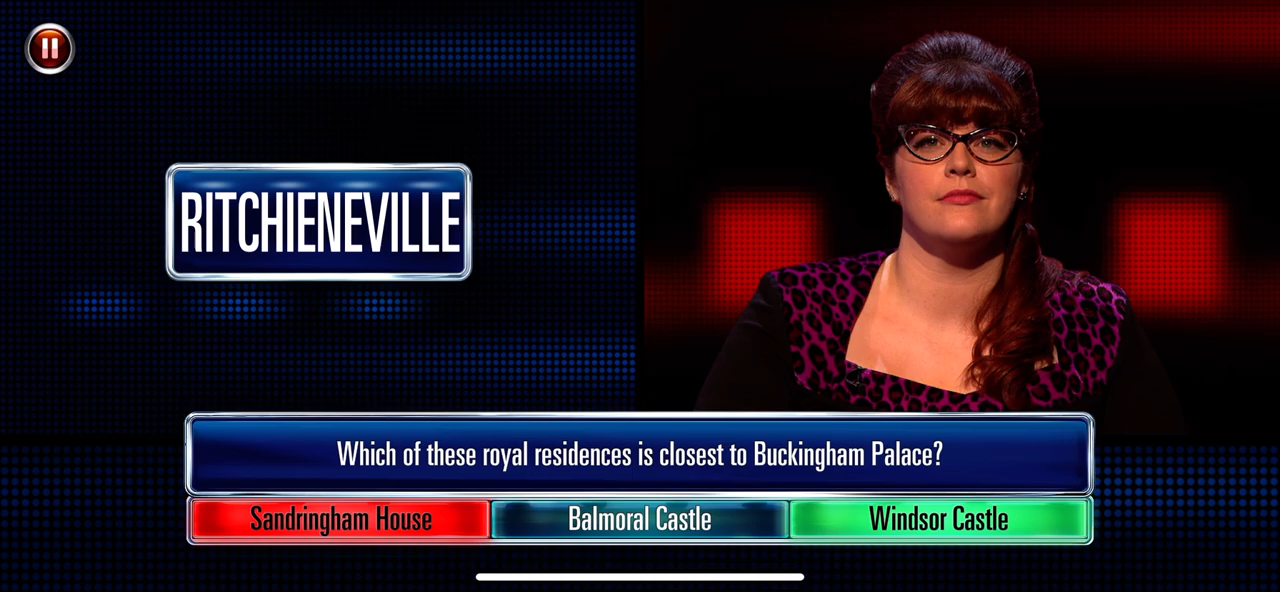 RITCHIENEVILLE
Which of these royal residences is closest to Buckingham Palace?
Sandringham House
Balmoral Castle
Windsor Castle